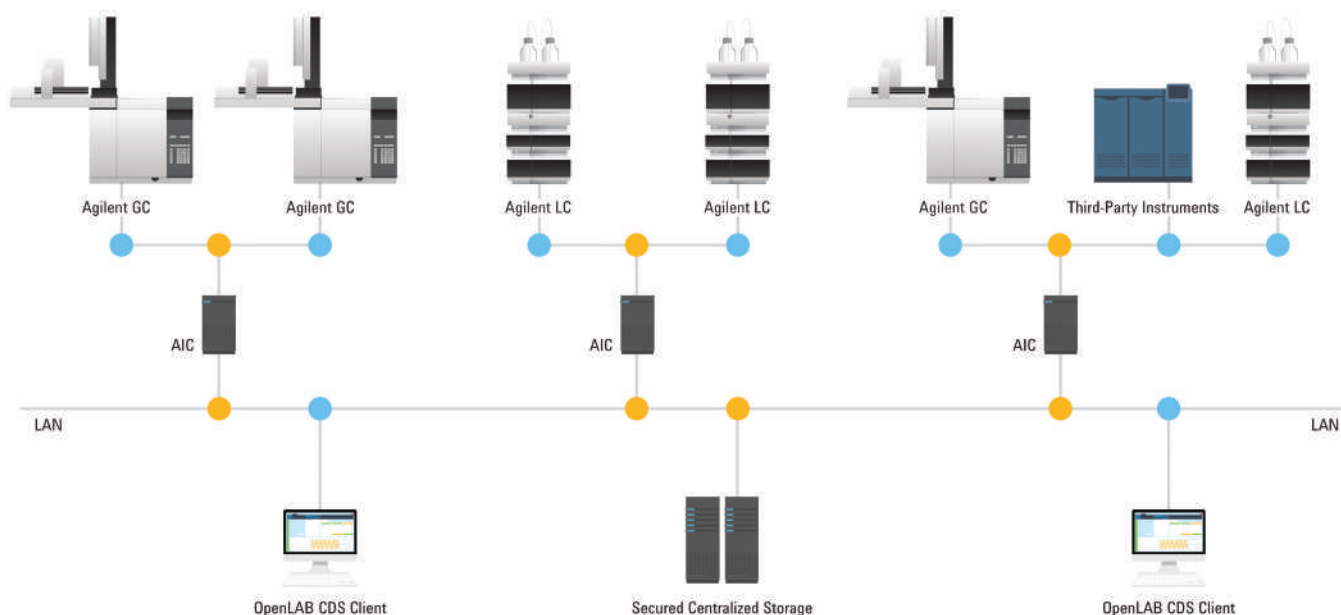 Agilent GC
Agilent GC
Agilent LC
Agilent LC
Agilent GC
Third-Party Instruments
Agilent LC
AIC
AIC
AIC
LAN
LAN
OpenLAB CDS Client
Secured Centralized Storage
OpenLAB CDS Client